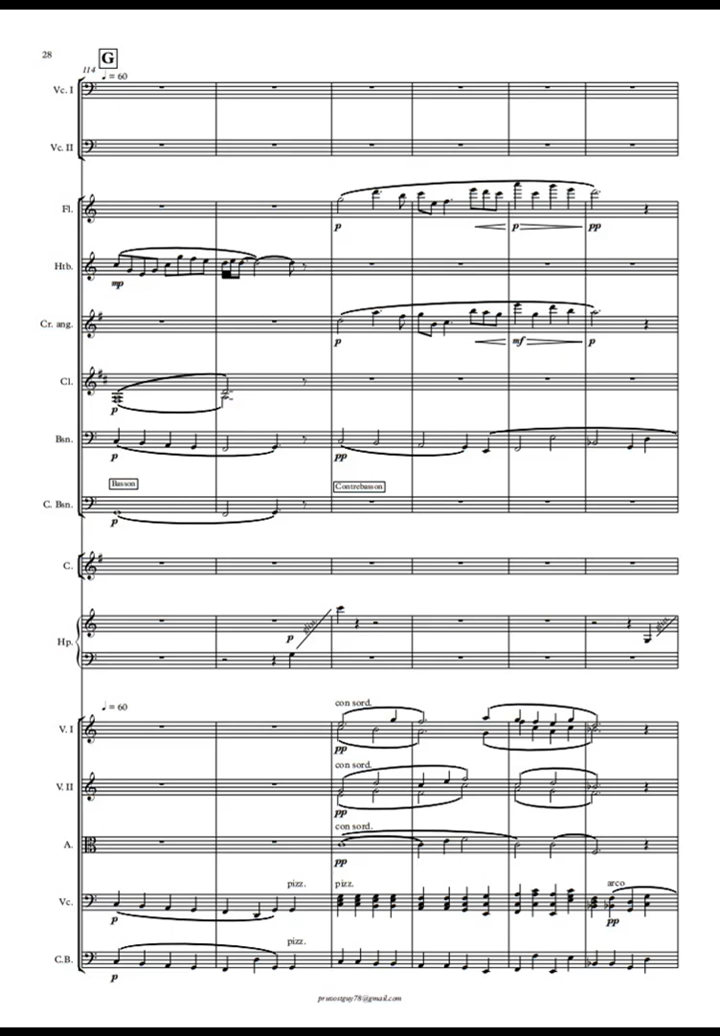 28
G
114
♩ = 60
Vc. I
Vc. II
Fl.
p
p
pp
Htb.
mp
Cr. ang.
p
mf
p
Cl.
p
Bsn.
p
pp
Basson
Contrebasson
C. Bsn.
p
C.
Hp.
p
gliss.
♩ = 60
con sord.
V. I
pp
con sord.
V. II
pp
con sord.
A.
pp
pizz.
pizz.
arco
Vc.
p
pp
pizz.
C.B.
p
pruvostguy78@gmail.com